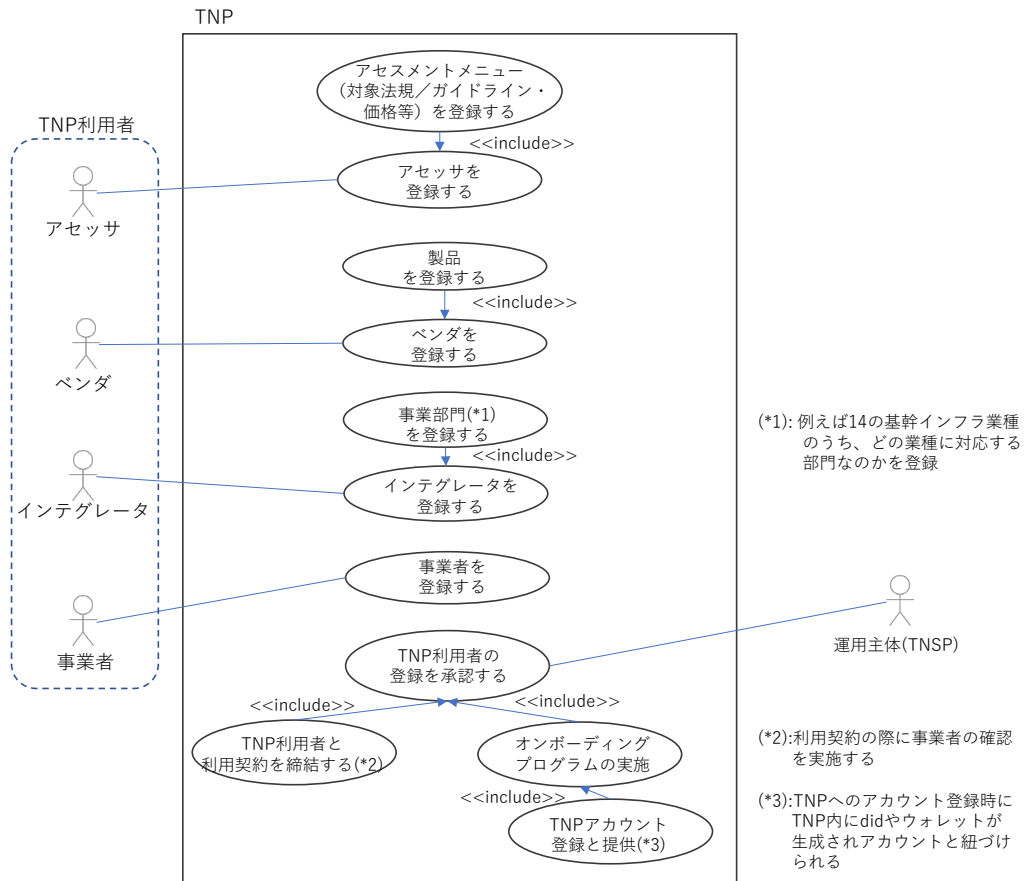 TNP
アセスメントメニュー
（対象法規／ガイドライン・
価格等）を登録する
<<include>>
TNP利用者
アセッサを
登録する
アセッサ
製品
を登録する
<<include>>
ベンダを
登録する
ベンダ
事業部門(*1)
を登録する
<<include>>
(*1): 例えば14の基幹インフラ業種
のうち、どの業種に対応する
部門なのかを登録
インテグレータを
登録する
インテグレータ
事業者を
登録する
事業者
運用主体(TNSP)
TNP利用者の
登録を承認する
<<include>>
<<include>>
TNP利用者と
利用契約を締結する(*2)
オンボーディング
プログラムの実施
(*2):利用契約の際に事業者の確認
を実施する
<<include>>
TNPアカウント
登録と提供(*3)
(*3):TNPへのアカウント登録時に
TNP内にdidやウォレットが
生成されアカウントと紐づけ
られる